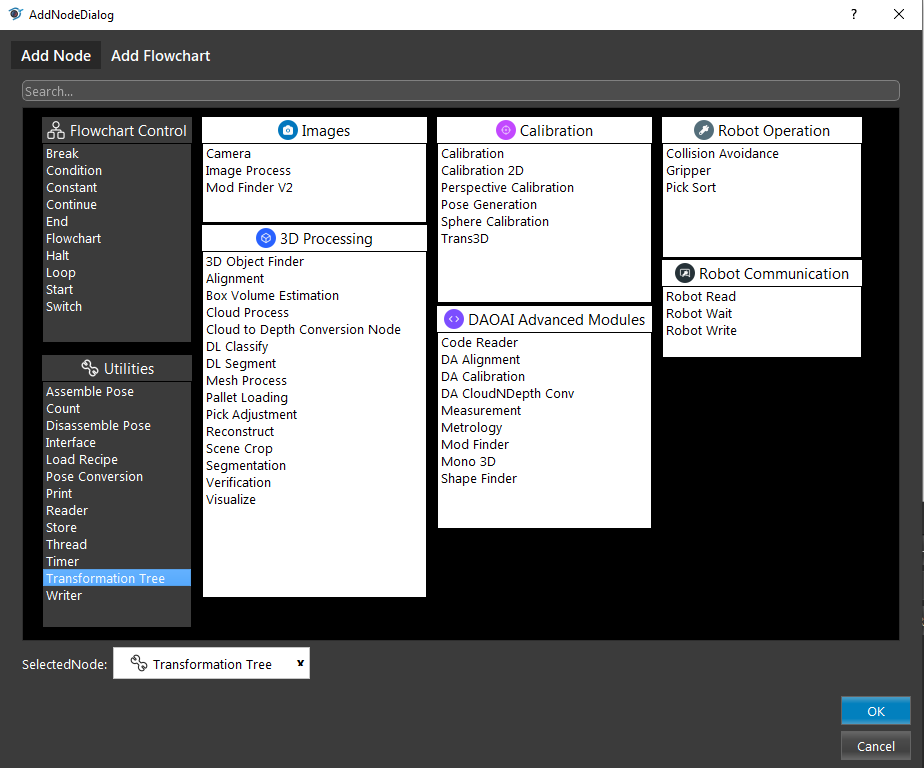 AddNodeDialog
?
Add Node
Add Flowchart
Search...
Flowchart Control
Break
Condition
Constant
Continue
End
Flowchart
Halt
Loop
Start
Switch
Utilities
Assemble Pose
Count
Disassemble Pose
Interface
Load Recipe
Pose Conversion
Print
Reader
Store
Thread
Timer
Transformation Tree
Writer
Images
Camera
Image Process
Mod Finder V2
3D Processing
3D Object Finder
Alignment
Box Volume Estimation
Cloud Process
Cloud to Depth Conversion Node
DL Classify
DL Segment
Mesh Process
Pallet Loading
Pick Adjustment
Reconstruct
Scene Crop
Segmentation
Verification
Visualize
Calibration
Calibration
Calibration 2D
Perspective Calibration
Pose Generation
Sphere Calibration
Trans3D
DAOAI Advanced Modules
Code Reader
DA Alignment
DA Calibration
DA CloudNDepth Conv
Measurement
Metrology
Mod Finder
Mono 3D
Shape Finder
Robot Operation
Collision Avoidance
Gripper
Pick Sort
Robot Communication
Robot Read
Robot Wait
Robot Write
SelectedNode:
Transformation Tree
x
OK
Cancel